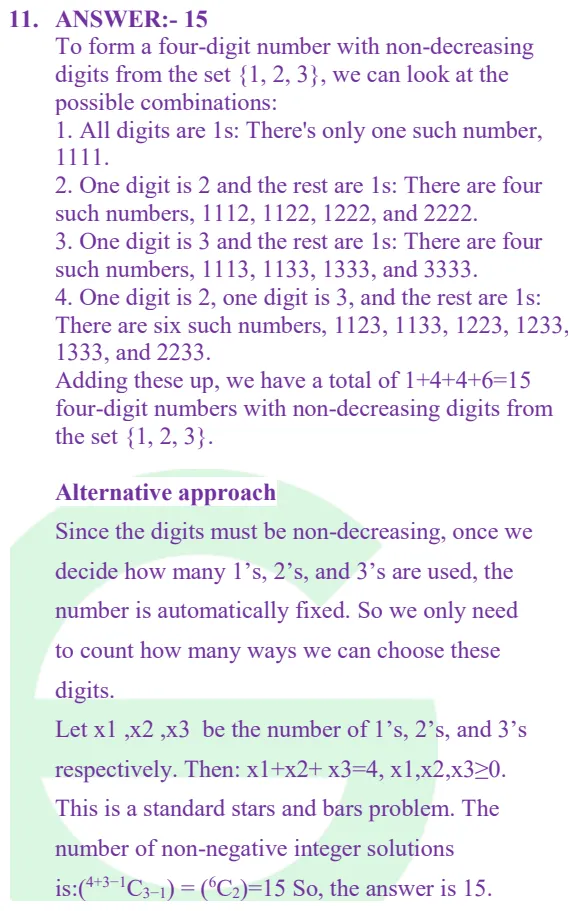 11. ANSWER:- 15
To form a four-digit number with non-decreasing
digits from the set {1, 2, 3}, we can look at the
possible combinations:
1. All digits are 1s: There's only one such number,
1111.
2. One digit is 2 and the rest are 1s: There are four
such numbers, 1112, 1122, 1222, and 2222.
3. One digit is 3 and the rest are 1s: There are four
such numbers, 1113, 1133, 1333, and 3333.
4. One digit is 2, one digit is 3, and the rest are 1s:
There are six such numbers, 1123, 1133, 1223, 1233,
1333, and 2233.
Adding these up, we have a total of 1+4+4+6=15
four-digit numbers with non-decreasing digits from
the set {1, 2, 3}.
Alternative approach
Since the digits must be non-decreasing, once we
decide how many 1’s, 2’s, and 3’s are used, the
number is automatically fixed. So we only need
to count how many ways we can choose these
digits.
Let x1 ,x2 ,x3 be the number of 1’s, 2’s, and 3’s
respectively. Then: x1+x2+ x3=4, x1,x2,x3≥0.
This is a standard stars and bars problem. The
number of non-negative integer solutions
is:(⁴⁺³⁻¹C₃₋₁) = (⁶C₂)=15 So, the answer is 15.